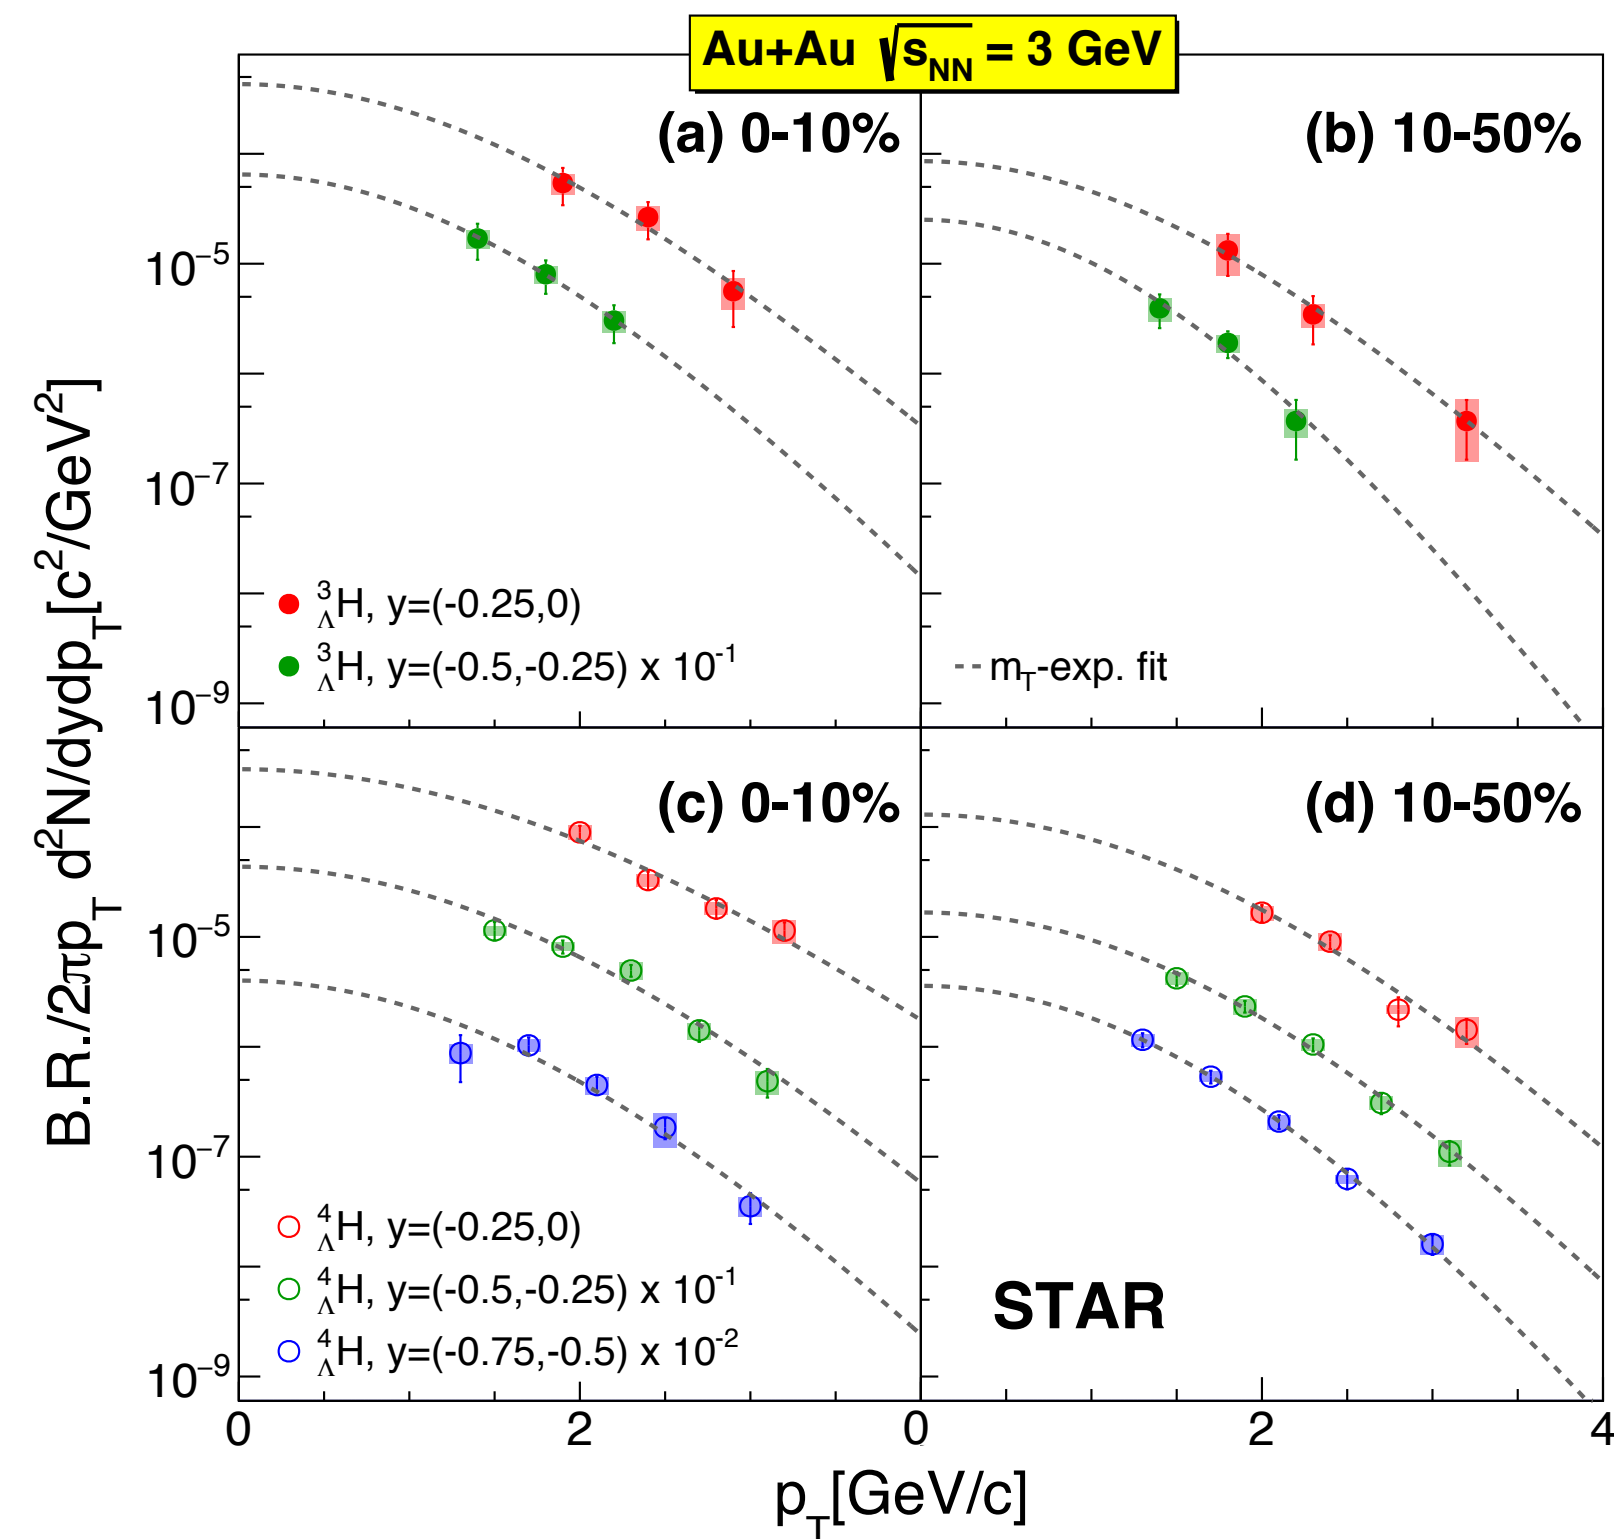 Au+Au √s_NN = 3 GeV
(a) 0-10%
(b) 10-50%
10⁻⁵
10⁻⁷
10⁻⁹
³_ΛH, y=(-0.25,0)
³_ΛH, y=(-0.5,-0.25) x 10⁻¹
m_T-exp. fit
B.R./2πp_T d²N/dydp_T[c²/GeV²]
(c) 0-10%
(d) 10-50%
10⁻⁵
10⁻⁷
10⁻⁹
⁴_ΛH, y=(-0.25,0)
⁴_ΛH, y=(-0.5,-0.25) x 10⁻¹
⁴_ΛH, y=(-0.75,-0.5) x 10⁻²
STAR
0 2 0 2 4
p_T[GeV/c]